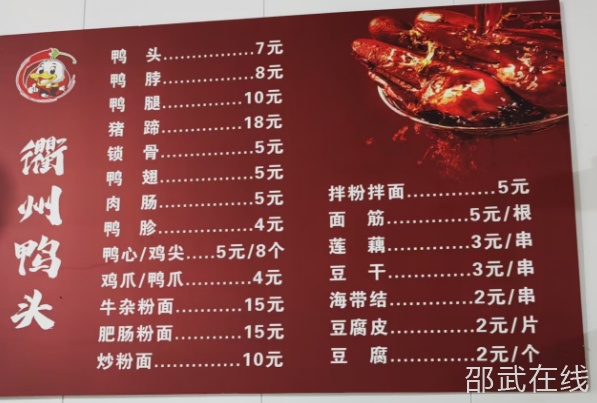 衢州鸭头
鸭 头................7元
鸭 脖................8元
鸭 腿..............10元
猪 蹄..............18元
锁 骨................5元
鸭 翅................5元
肉 肠................5元
鸭 胗................4元
鸭心/鸡尖.....5元/8个
鸡爪/鸭爪...........4元
牛杂粉面...........15元
肥肠粉面...........15元
炒粉面..............10元
拌粉拌面.............5元
面 筋............5元/根
莲 藕............3元/串
豆 干............3元/串
海带结............2元/串
豆腐皮............2元/片
豆 腐............2元/个
邵武在线